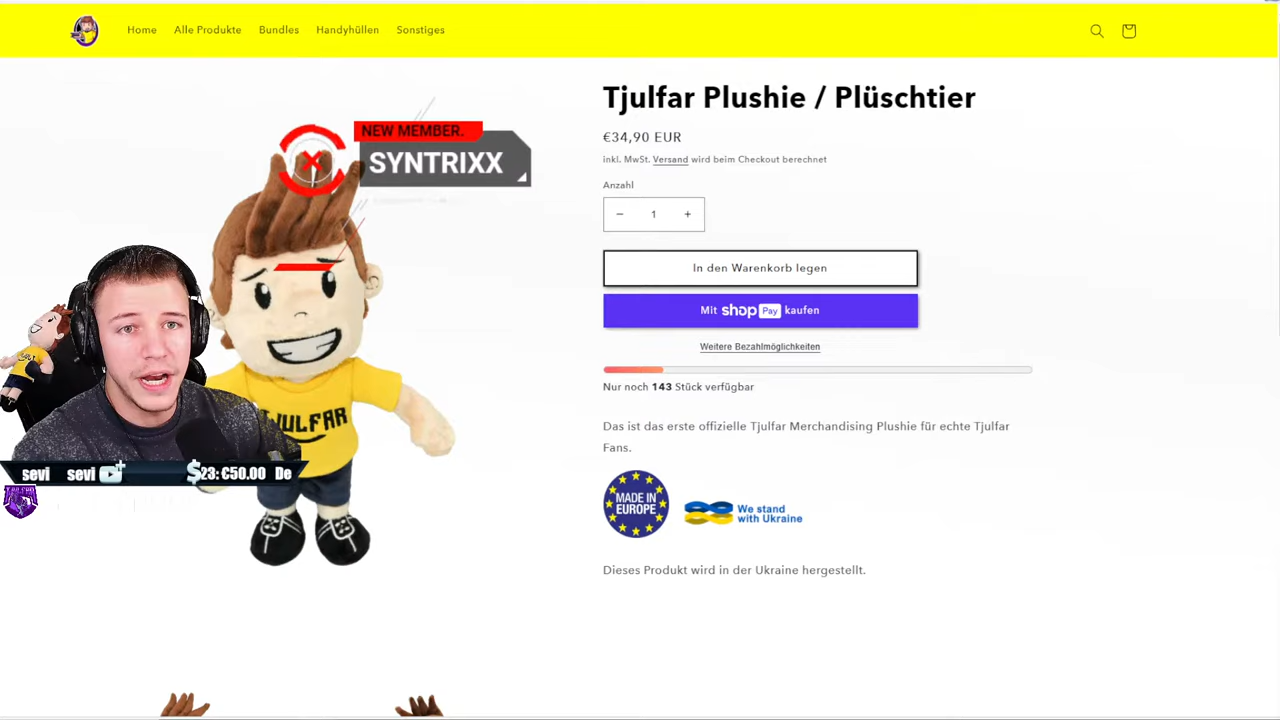 Home
Alle Produkte
Bundles
Handyhüllen
Sonstiges
NEW MEMBER.
SYNTRIXX
TJULFAR
sevi sevi 23: €50.00 De
Tjulfar Plushie / Plüschtier
€34,90 EUR
inkl. MwSt. Versand wird beim Checkout berechnet
Anzahl
− 1 +
In den Warenkorb legen
Mit shop Pay kaufen
Weitere Bezahlmöglichkeiten
Nur noch 143 Stück verfügbar
Das ist das erste offizielle Tjulfar Merchandising Plushie für echte Tjulfar
Fans.
MADE IN
EUROPE
We stand
with Ukraine
Dieses Produkt wird in der Ukraine hergestellt.